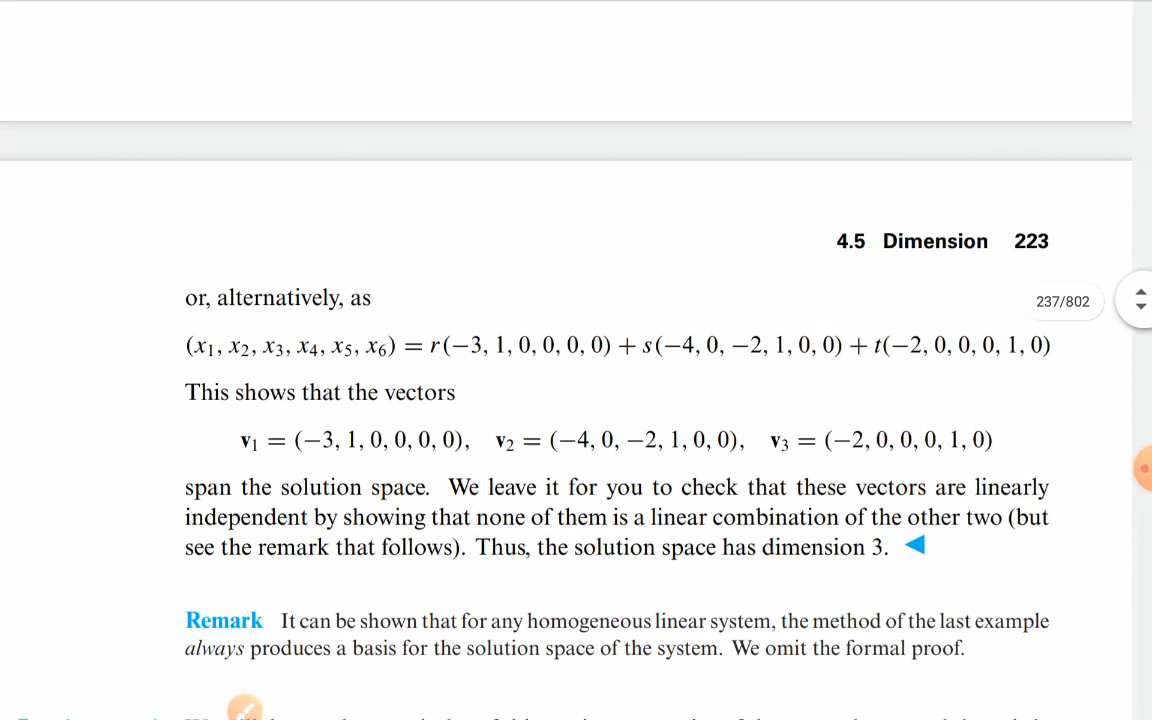 4.5 Dimension 223
or, alternatively, as
237/802
(x₁, x₂, x₃, x₄, x₅, x₆) = r(−3, 1, 0, 0, 0, 0) + s(−4, 0, −2, 1, 0, 0) + t(−2, 0, 0, 0, 1, 0)
This shows that the vectors
v₁ = (−3, 1, 0, 0, 0, 0), v₂ = (−4, 0, −2, 1, 0, 0), v₃ = (−2, 0, 0, 0, 1, 0)
span the solution space. We leave it for you to check that these vectors are linearly
independent by showing that none of them is a linear combination of the other two (but
see the remark that follows). Thus, the solution space has dimension 3.
Remark It can be shown that for any homogeneous linear system, the method of the last example
always produces a basis for the solution space of the system. We omit the formal proof.